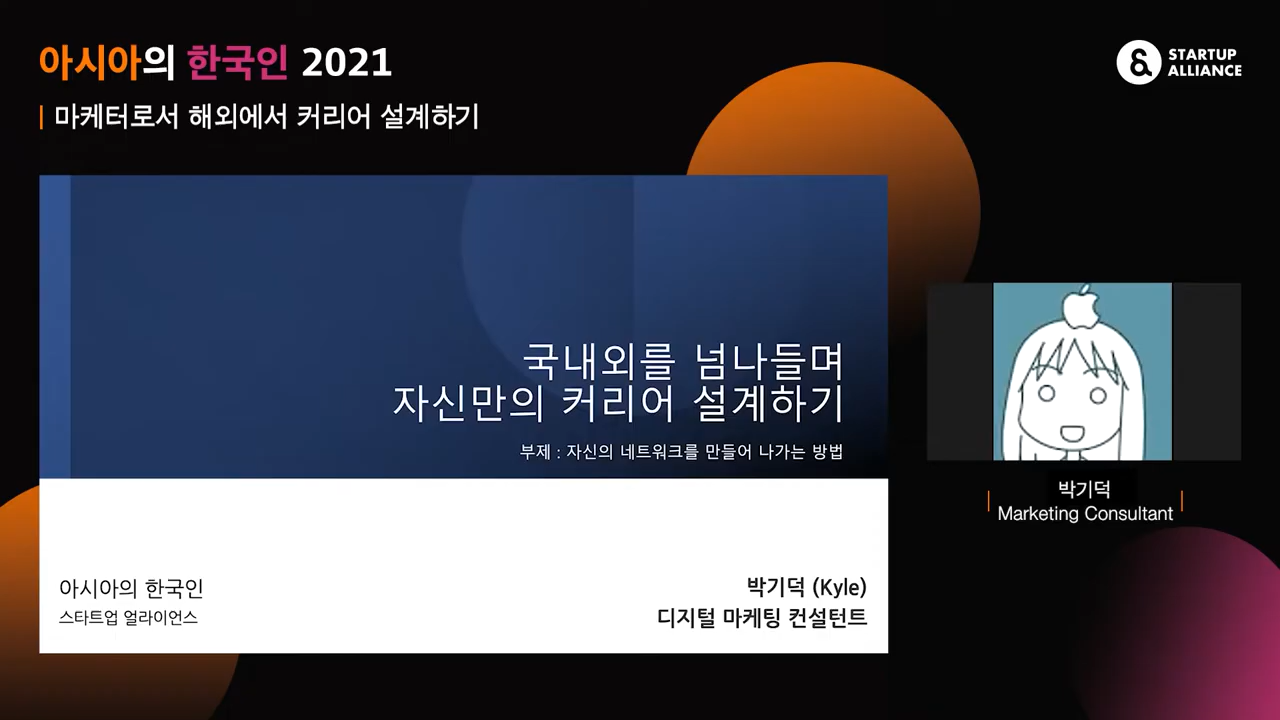 아시아의 한국인 2021
마케터로서 해외에서 커리어 설계하기
STARTUP
ALLIANCE
국내외를 넘나들며
자신만의 커리어 설계하기
부제 : 자신의 네트워크를 만들어 나가는 방법
아시아의 한국인
스타트업 얼라이언스
박기덕 (Kyle)
디지털 마케팅 컨설턴트
박기덕
Marketing Consultant